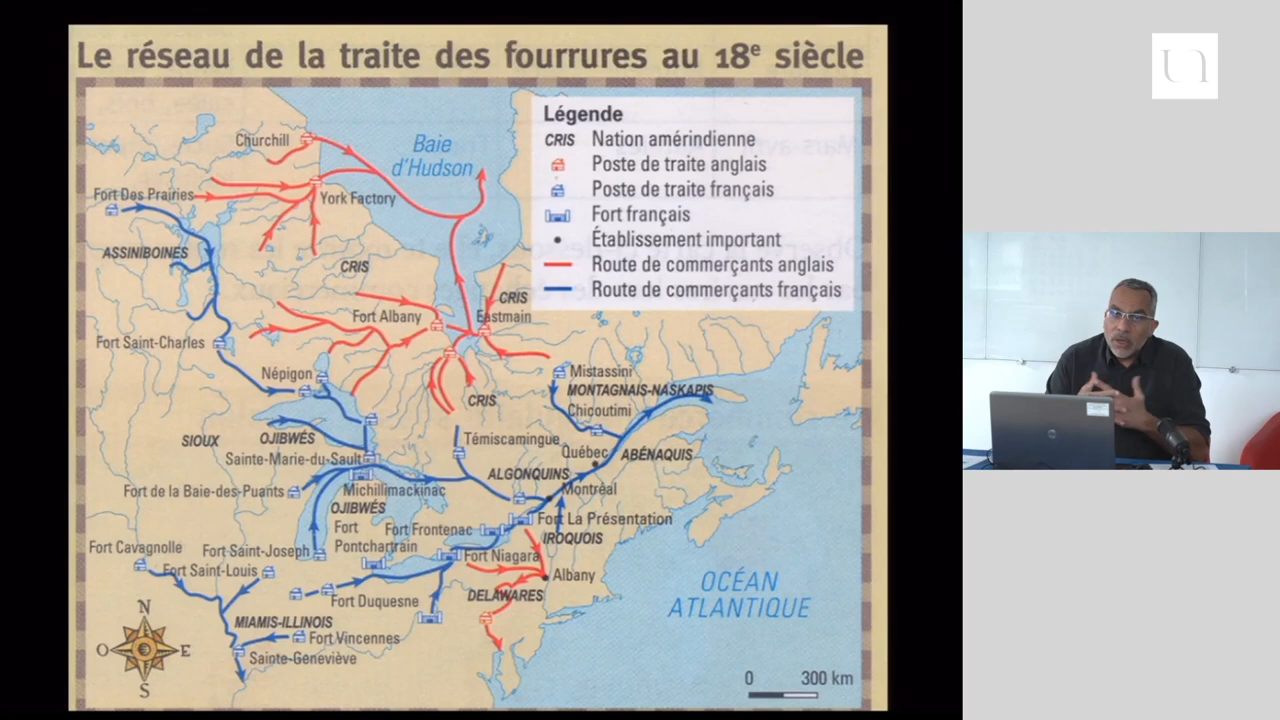 Le réseau de la traite des fourrures au 18e siècle
Légende
CRIS Nation amérindienne
Poste de traite anglais
Poste de traite français
Fort français
Établissement important
Route de commerçants anglais
Route de commerçants français
Churchill
Baie
d'Hudson
Fort Des Prairies
York Factory
ASSINIBOINES
CRIS
CRIS
Fort Albany
Eastmain
Fort Saint-Charles
Népigon
Mistassini
MONTAGNAIS-NASKAPIS
CRIS
Chicoutimi
SIOUX
OJIBWÉS
Témiscamingue
Québec
ABÉNAQUIS
Sainte-Marie-du-Sault
ALGONQUINS
Fort de la Baie-des-Puants
Michillimackinac
Montréal
OJIBWÉS
Fort La Présentation
Fort
Pontchartrain
Fort Frontenac
IROQUOIS
Fort Cavagnolle
Fort Saint-Joseph
Fort Niagara
Fort Saint-Louis
Albany
OCÉAN
ATLANTIQUE
Fort Duquesne
DELAWARES
MIAMIS-ILLINOIS
Fort Vincennes
Sainte-Geneviève
N
O
E
S
0 300 km